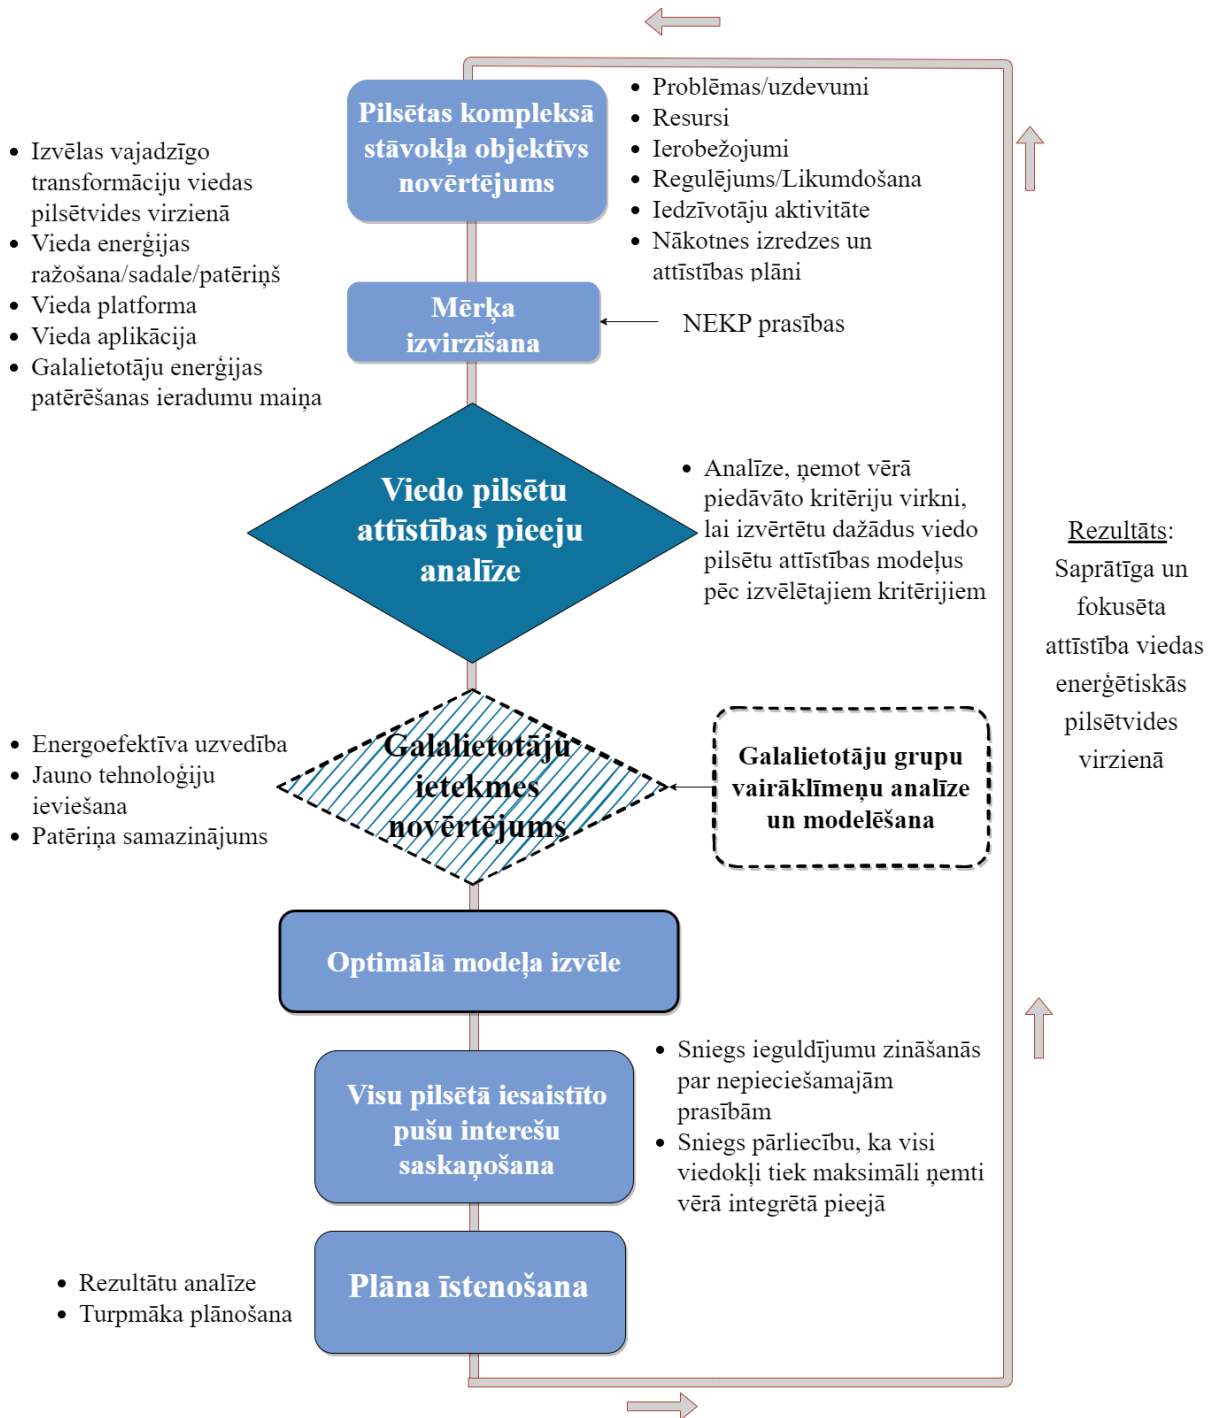 Pilsētas kompleksā
stāvokļa objektīvs
novērtējums
• Problēmas/uzdevumi
• Resursi
• Ierobežojumi
• Regulējums/Likumdošana
• Iedzīvotāju aktivitāte
• Nākotnes izredzes un
attīstības plāni
• Izvēlas vajadzīgo
transformāciju viedas
pilsētvides virzienā
• Vieda enerģijas
ražošana/sadale/patēriņš
• Vieda platforma
• Vieda aplikācija
• Galalietotāju enerģijas
patērēšanas ieradumu maiņa
Mērķa
izvirzīšana
NEKP prasības
Viedo pilsētu
attīstības pieeju
analīze
• Analīze, ņemot vērā
piedāvāto kritēriju virkni,
lai izvērtētu dažādus viedo
pilsētu attīstības modeļus
pēc izvēlētajiem kritērijiem
Rezultāts:
Saprātīga un
fokusēta
attīstība viedas
enerģētiskās
pilsētvides
virzienā
• Energoefektīva uzvedība
• Jauno tehnoloģiju
ieviešana
• Patēriņa samazinājums
Galalietotāju
ietekmes
novērtējums
Galalietotāju grupu
vairāklīmeņu analīze
un modelēšana
Optimālā modeļa izvēle
Visu pilsētā iesaistīto
pušu interešu
saskaņošana
• Sniegs ieguldījumu zināšanās
par nepieciešamajām
prasībām
• Sniegs pārliecību, ka visi
viedokļi tiek maksimāli ņemti
vērā integrētā pieejā
Plāna īstenošana
• Rezultātu analīze
• Turpmāka plānošana